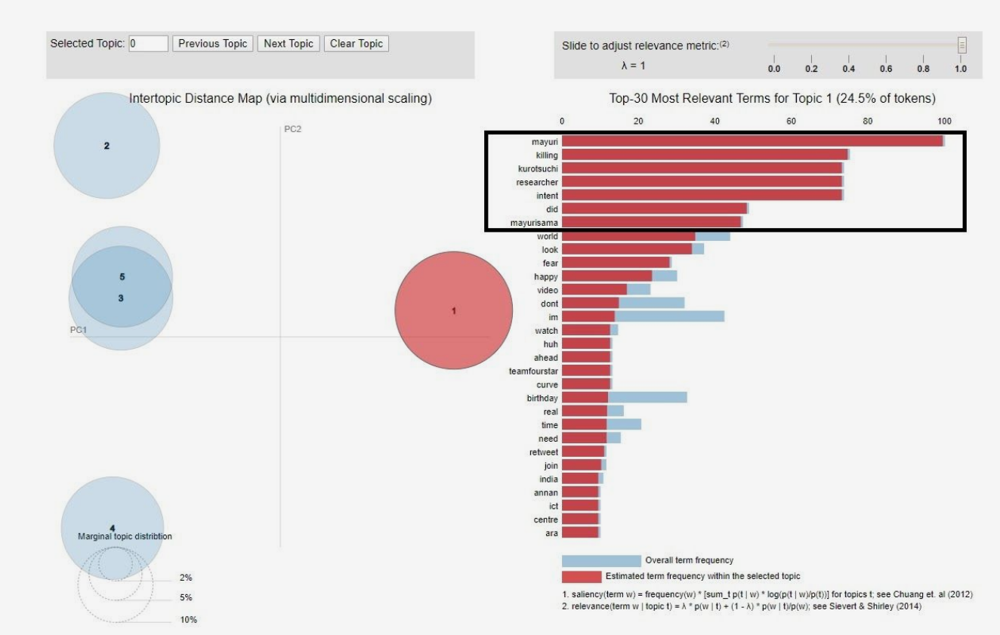 Selected Topic: 0 Previous Topic Next Topic Clear Topic
Slide to adjust relevance metric:(2)
λ = 1
0.0 0.2 0.4 0.6 0.8 1.0
Intertopic Distance Map (via multidimensional scaling)
PC2
PC1
2
5
3
1
4
Marginal topic distribtion
2%
5%
10%
Top-30 Most Relevant Terms for Topic 1 (24.5% of tokens)
0 20 40 60 80 100
mayuri
killing
kurotsuchi
researcher
intent
did
mayurisama
world
look
fear
happy
video
dont
im
watch
huh
ahead
teamfourstar
curve
birthday
real
time
need
retweet
join
india
annan
ict
centre
ara
Overall term frequency
Estimated term frequency within the selected topic
1. saliency(term w) = frequency(w) * [sum_t p(t | w) * log(p(t | w)/p(t))] for topics t; see Chuang et. al (2012)
2. relevance(term w | topic t) = λ * p(w | t) + (1 - λ) * p(w | t)/p(w); see Sievert & Shirley (2014)